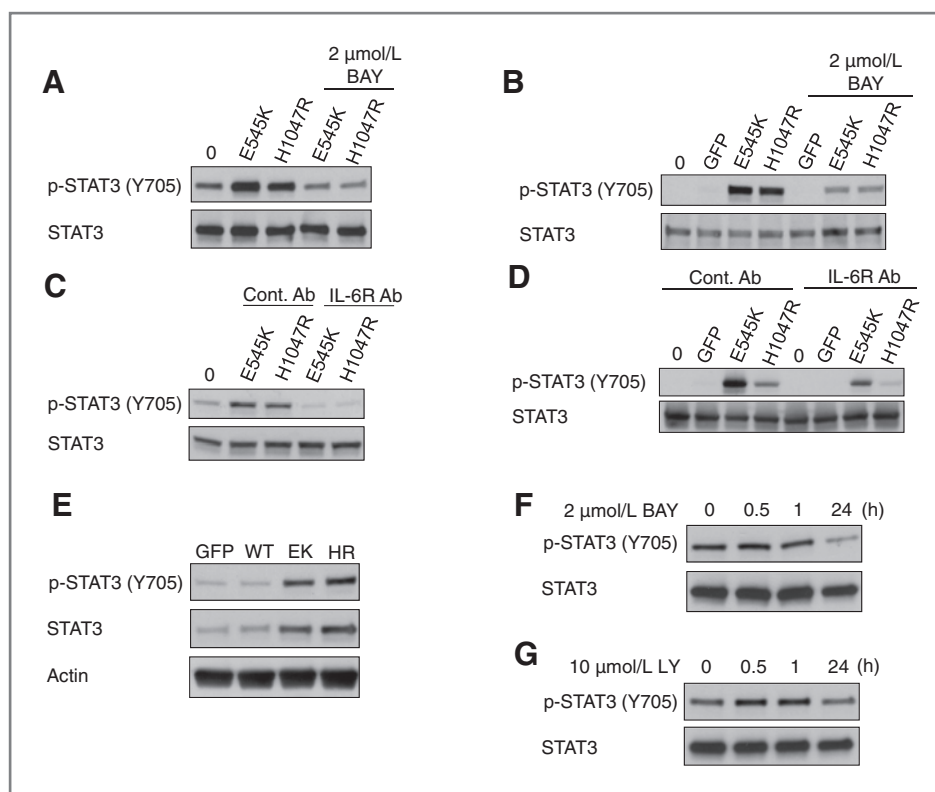 A
2 µmol/L
BAY
0 E545K H1047R E545K H1047R
p-STAT3 (Y705)
STAT3
B
2 µmol/L
BAY
0 GFP E545K H1047R GFP E545K H1047R
p-STAT3 (Y705)
STAT3
C
Cont. Ab IL-6R Ab
0 E545K H1047R E545K H1047R
p-STAT3 (Y705)
STAT3
D
Cont. Ab IL-6R Ab
0 GFP E545K H1047R 0 GFP E545K H1047R
p-STAT3 (Y705)
STAT3
E
GFP WT EK HR
p-STAT3 (Y705)
STAT3
Actin
F
2 µmol/L BAY 0 0.5 1 24 (h)
p-STAT3 (Y705)
STAT3
G
10 µmol/L LY 0 0.5 1 24 (h)
p-STAT3 (Y705)
STAT3